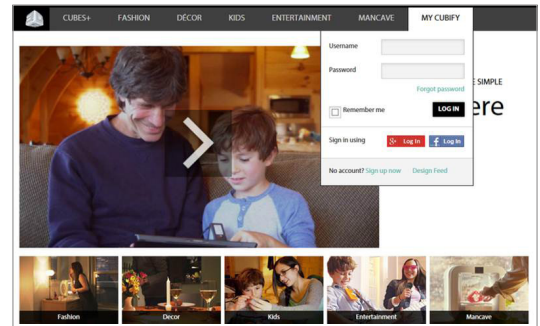 CUBES+ FASHION DÉCOR KIDS ENTERTAINMENT MANCAVE MY CUBIFY
Username
Password
Forgot password
Remember me LOG IN
Sign in using Log In Log In
No account? Sign up now Design Feed
SIMPLE
ere
Fashion Decor Kids Entertainment Mancave